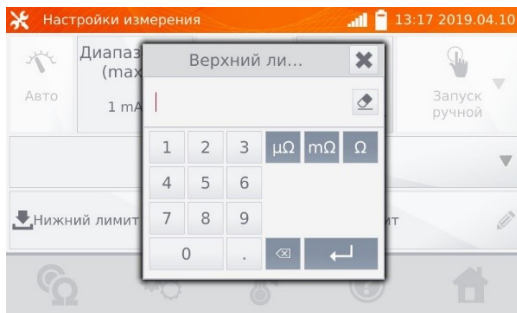 Настройки измерения 13:17 2019.04.10
Диапаз
(max
Авто
1 mA
Верхний ли...
Запуск
ручной
1 2 3 µΩ mΩ Ω
4 5 6
7 8 9
0 .
Нижний лимит
ит